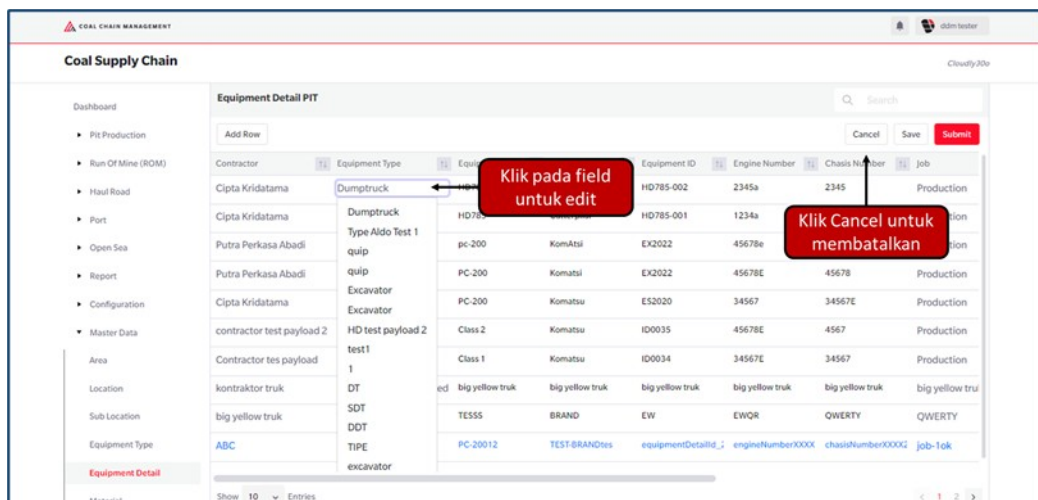 COAL CHAIN MANAGEMENT
ddm tester
Coal Supply Chain
Cloudly30o
Dashboard
Pit Production
Run Of Mine (ROM)
Haul Road
Port
Open Sea
Report
Configuration
Master Data
Area
Location
Sub Location
Equipment Type
Equipment Detail
Equipment Detail PIT
Search
Add Row
Cancel Save Submit
Contractor Equipment Type Equipment ID Engine Number Chasis Number Job
Cipta Kridatama Dumptruck HD785-002 2345a 2345 Production
Cipta Kridatama HD785 HD785-001 1234a
Putra Perkasa Abadi pc-200 KomAtsi EX2022 45678e
Putra Perkasa Abadi PC-200 Komatsi EX2022 45678E 45678 Production
Cipta Kridatama PC-200 Komatsu ES2020 34567 34567E Production
contractor test payload 2 Class 2 Komatsu ID0035 45678E 4567 Production
Contractor tes payload Class 1 Komatsu ID0034 34567E 34567 Production
kontraktor truk ed big yellow truk big yellow truk big yellow truk big yellow truk big yellow truk big yellow tru
big yellow truk TESSS BRAND EW EWQR QWERTY QWERTY
ABC PC-20012 TEST-BRANDtes equipmentDetailId_ engineNumberXXXX chasisNumberXXXX job-1ok
Dumptruck
Type Aldo Test 1
quip
quip
Excavator
Excavator
HD test payload 2
test1
1
DT
SDT
DDT
TIPE
excavator
Klik pada field
untuk edit
Klik Cancel untuk
membatalkan
Show 10 Entries
1 2